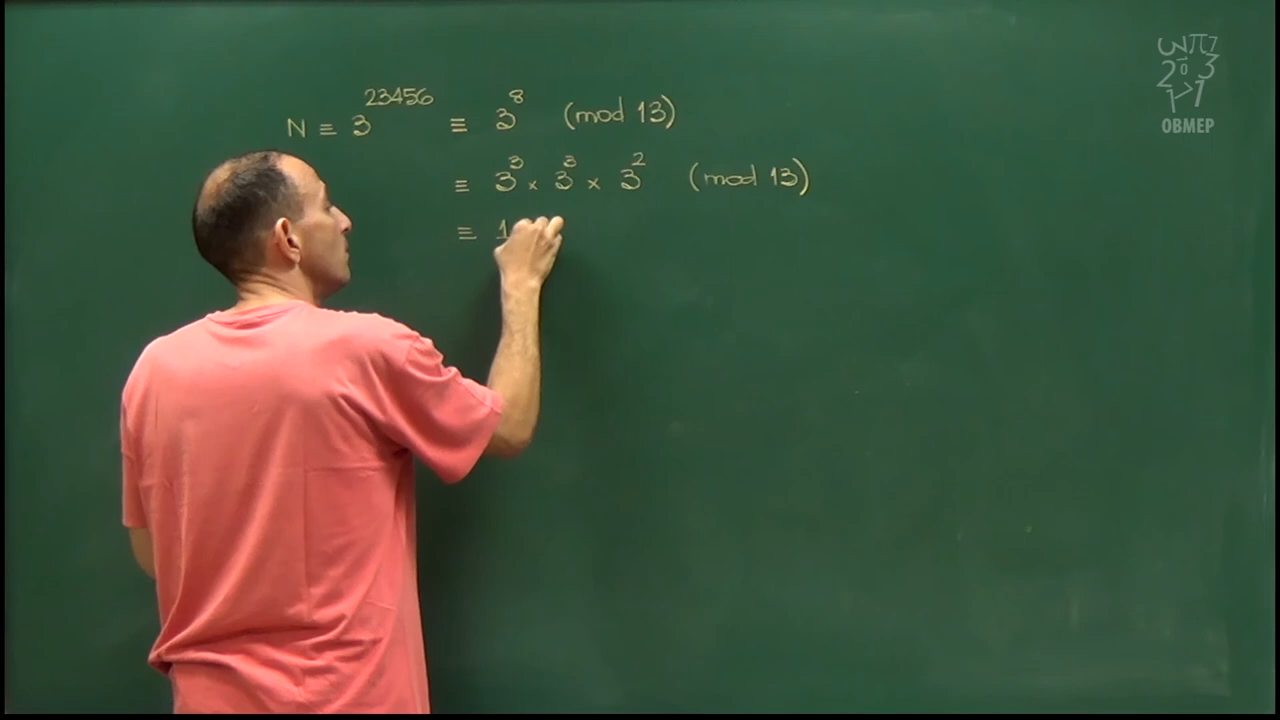 N ≡ 3^23456 ≡ 3^8 (mod 13)
≡ 3^3 × 3^3 × 3^2 (mod 13)
≡ 1
OBMEP